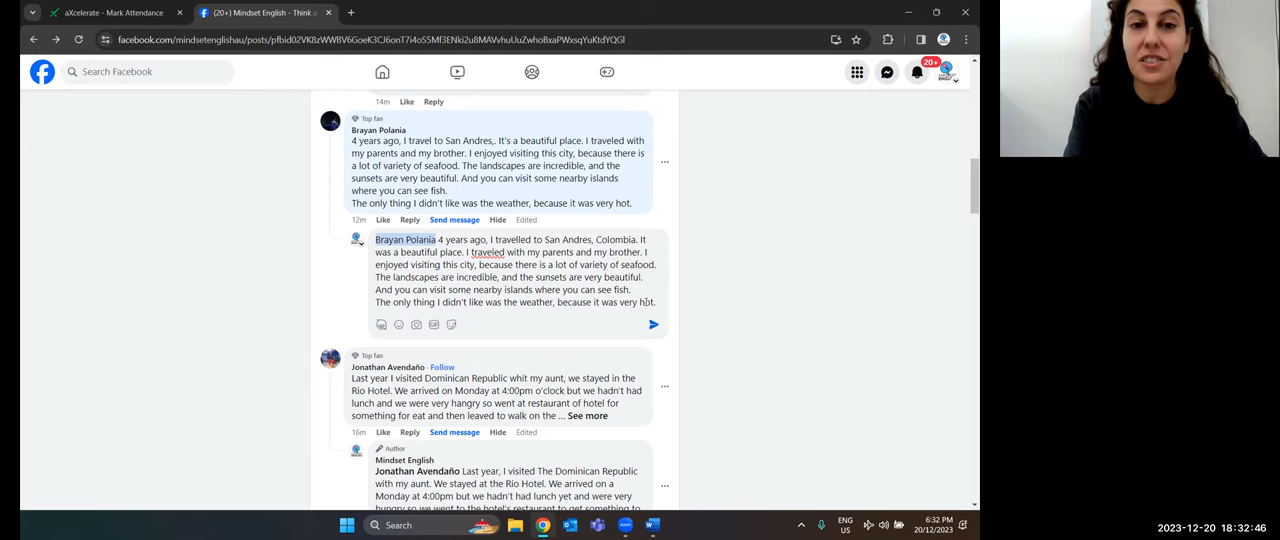 aXcelerate - Mark Attendance
(20+) Mindset English - Think a
facebook.com/mindsetenglishau/posts/
Search Facebook
20+
14m Like Reply
Top fan
Brayan Polania
4 years ago, I travel to San Andres,. It's a beautiful place. I traveled with
my parents and my brother. I enjoyed visiting this city, because there is
a lot of variety of seafood. The landscapes are incredible, and the
sunsets are very beautiful. And you can visit some nearby islands
where you can see fish.
The only thing I didn't like was the weather, because it was very hot.
12m Like Reply Send message Hide Edited
Brayan Polania 4 years ago, I travelled to San Andres, Colombia. It
was a beautiful place. I traveled with my parents and my brother. I
enjoyed visiting this city, because there is a lot of variety of seafood.
The landscapes are incredible, and the sunsets are very beautiful.
And you can visit some nearby islands where you can see fish.
The only thing I didn't like was the weather, because it was very hot.
Top fan
Jonathan Avendaño · Follow
Last year I visited Dominican Republic whit my aunt, we stayed in the
Rio Hotel. We arrived on Monday at 4:00pm o'clock but we hadn't had
lunch and we were very hangry so went at restaurant of hotel for
something for eat and then leaved to walk on the ... See more
16m Like Reply Send message Hide Edited
Author
Mindset English
Jonathan Avendaño Last year, I visited The Dominican Republic
with my aunt. We stayed at the Rio Hotel. We arrived on a
Monday at 4:00pm but we hadn't had lunch yet and were very
hungry so we went to the hotel's restaurant to get something to
Search
ENG
US
6:32 PM
20/12/2023
2023-12-20 18:32:46